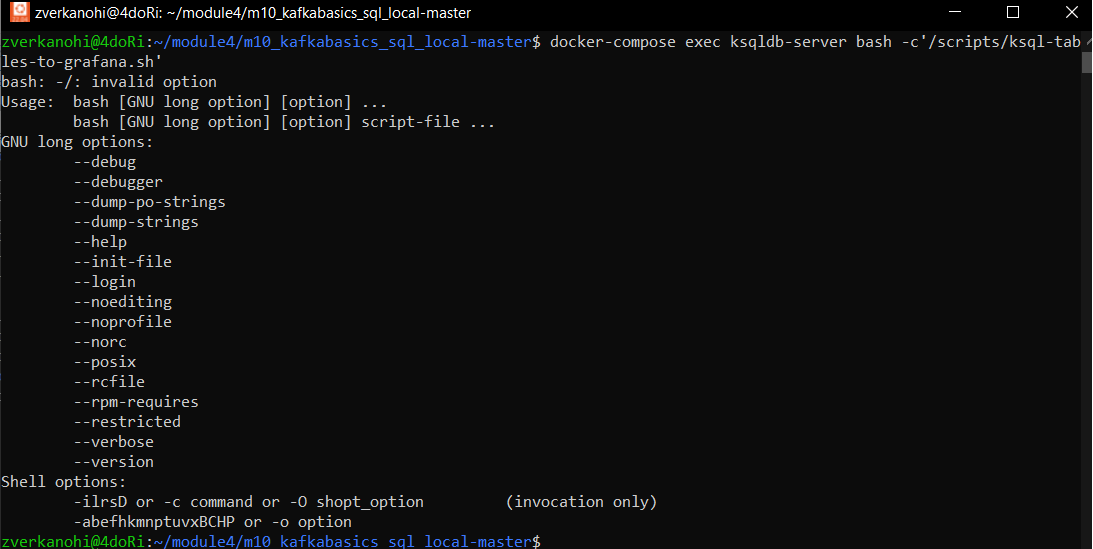 zverkanohi@4doRi: ~/module4/m10_kafkabasics_sql_local-master
zverkanohi@4doRi:~/module4/m10_kafkabasics_sql_local-master$ docker-compose exec ksqldb-server bash -c'/scripts/ksql-tab
les-to-grafana.sh'
bash: -/: invalid option
Usage:  bash [GNU long option] [option] ...
        bash [GNU long option] [option] script-file ...
GNU long options:
        --debug
        --debugger
        --dump-po-strings
        --dump-strings
        --help
        --init-file
        --login
        --noediting
        --noprofile
        --norc
        --posix
        --rcfile
        --rpm-requires
        --restricted
        --verbose
        --version
Shell options:
        -ilrsD or -c command or -O shopt_option         (invocation only)
        -abefhkmnptuvxBCHP or -o option
zverkanohi@4doRi:~/module4/m10_kafkabasics_sql_local-master$